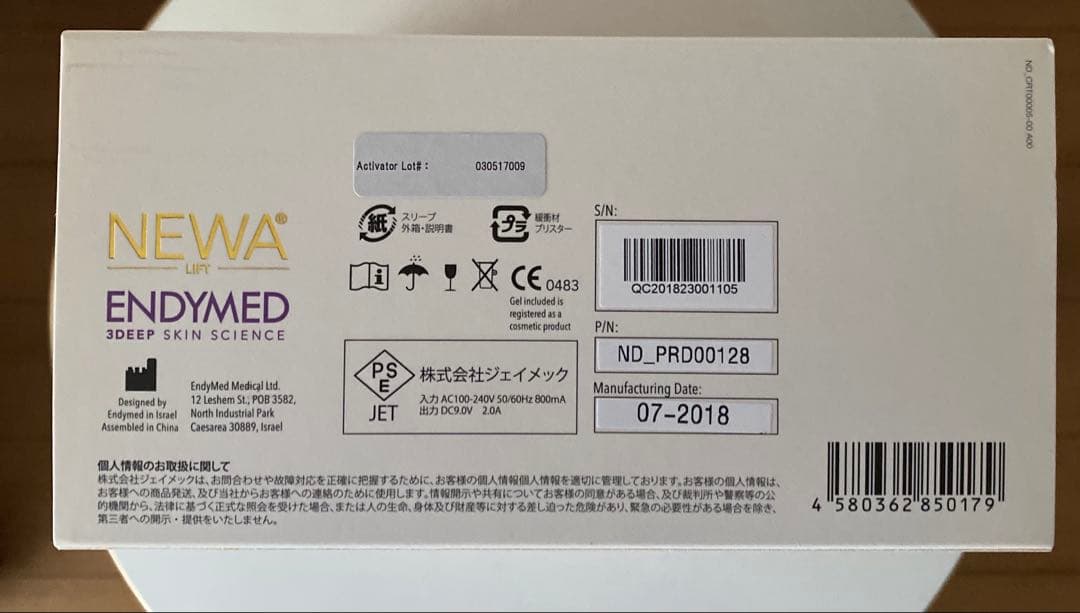 ND_CRT00005-00 A00
Activator Lot# : 030517009
紙
スリーブ
外箱・説明書
プラ
緩衝材
ブリスター
NEWA®
LIFT
ENDYMED
3DEEP SKIN SCIENCE
Designed by
Endymed in Israel
Assembled in China
EndyMed Medical Ltd.
12 Leshem St., POB 3582,
North Industrial Park
Caesarea 30889, Israel
i
CE 0483
Gel included is
registered as a
cosmetic product
PS
E
JET
株式会社ジェイメック
入力 AC100-240V 50/60Hz 800mA
出力 DC9.0V 2.0A
S/N:
QC201823001105
P/N:
ND_PRD00128
Manufacturing Date:
07-2018
個人情報のお取扱に関して
株式会社ジェイメックは、お問合わせや故障対応を正確に把握するために、お客様の個人情報個人情報を適切に管理しております。お客様の個人情報は、
お客様への商品発送、及び当社からお客様への連絡のために使用します。情報開示や共有についてお客様の同意がある場合、及び裁判所や警察等の公
的機関から、法律に基づく正式な照会を受けた場合、または人の生命、身体及び財産等に対する差し迫った危険があり、緊急の必要性がある場合を除き、
第三者への開示・提供をいたしません。
4 580362 850179